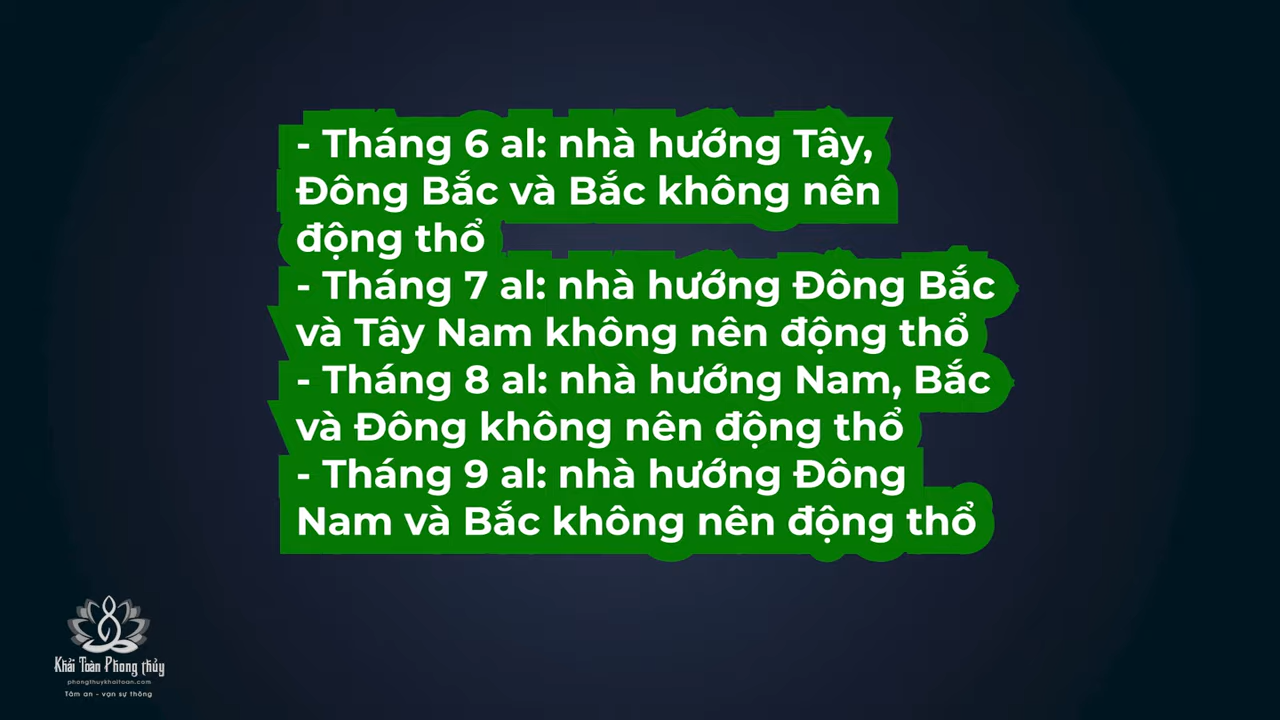 - Tháng 6 al: nhà hướng Tây,
Đông Bắc và Bắc không nên
động thổ
- Tháng 7 al: nhà hướng Đông Bắc
và Tây Nam không nên động thổ
- Tháng 8 al: nhà hướng Nam, Bắc
và Đông không nên động thổ
- Tháng 9 al: nhà hướng Đông
Nam và Bắc không nên động thổ
Khải Toàn Phong thủy
phongthuykhaitoan.com
Tâm an - vạn sự thông